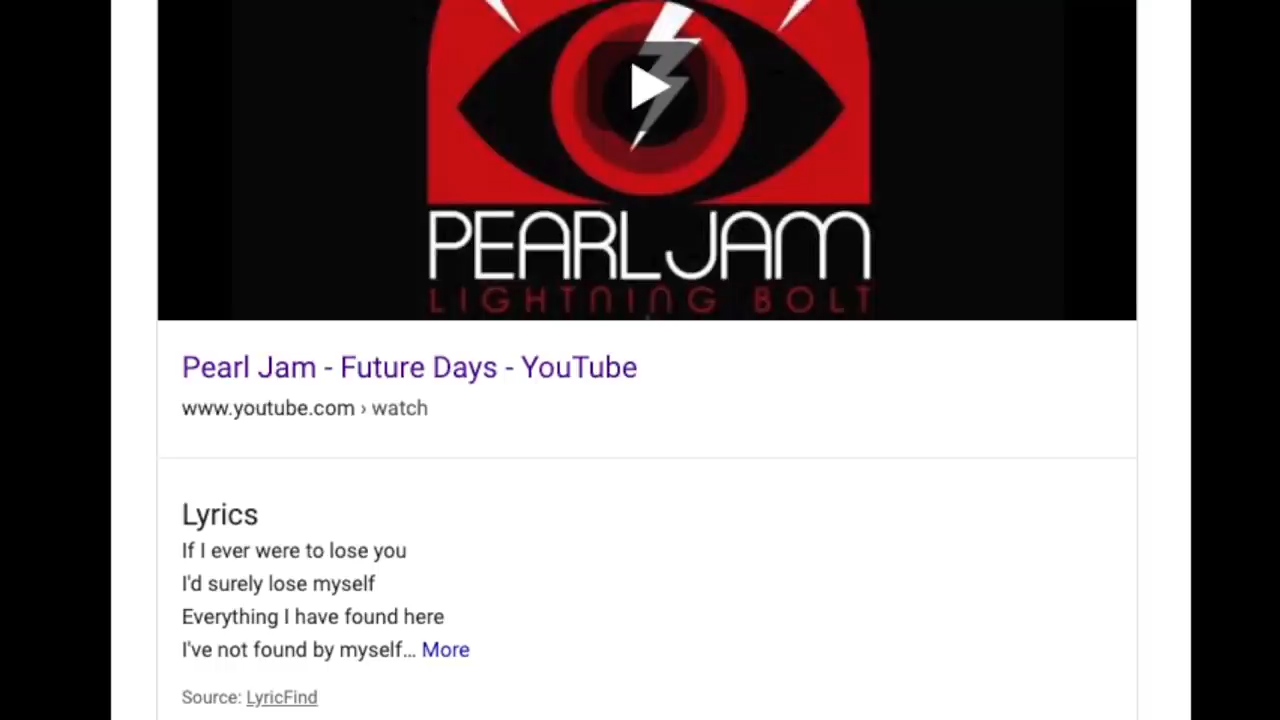 PEARL JAM
LIGHTNING BOLT
Pearl Jam - Future Days - YouTube
www.youtube.com › watch
Lyrics
If I ever were to lose you
I'd surely lose myself
Everything I have found here
I've not found by myself... More
Source: LyricFind